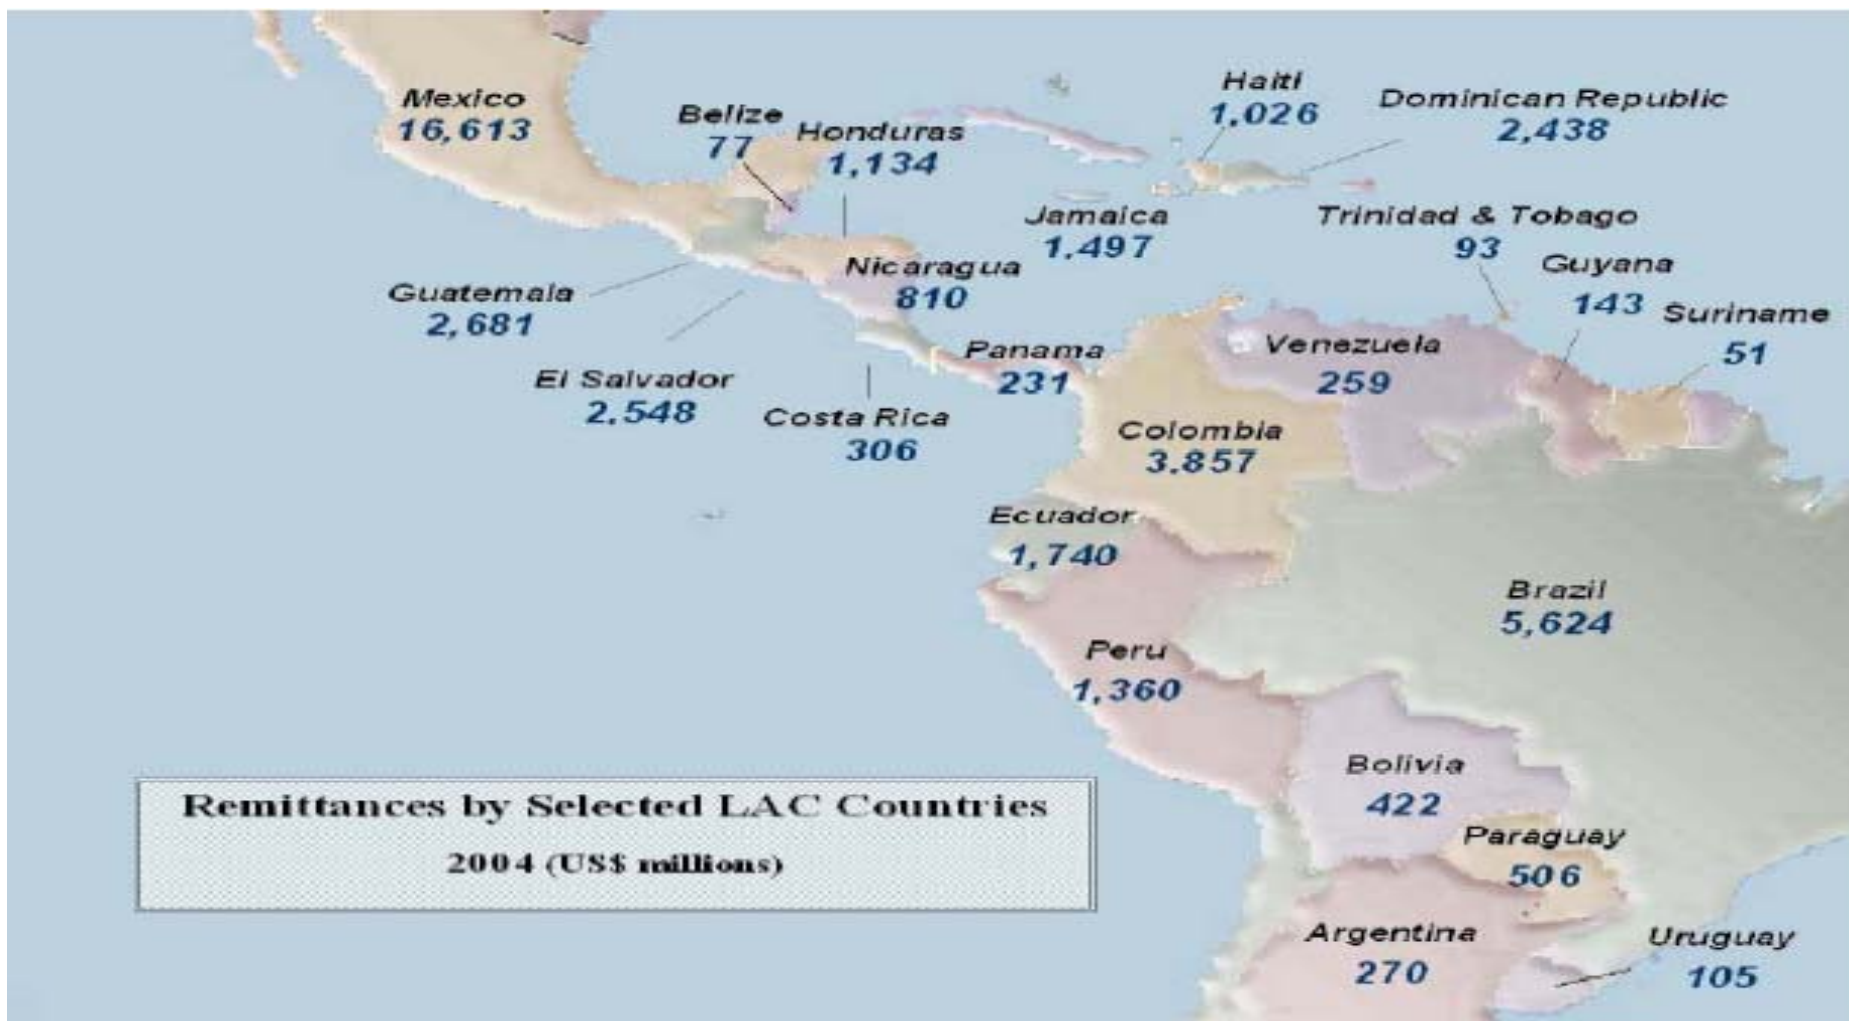 Mexico
16,613
Belize
77
Honduras
1,134
Haiti
1,026
Dominican Republic
2,438
Jamaica
1.497
Trinidad & Tobago
93
Guyana
143
Suriname
51
Guatemala
2,681
Nicaragua
810
El Salvador
2.548
Costa Rica
306
Panama
231
Venezuela
259
Colombia
3.857
Ecuador
1,740
Brazil
5,624
Peru
1,360
Bolivia
422
Paraguay
506
Argentina
270
Uruguay
105
Remittances by Selected LAC Countries
2004 (US$ millions)